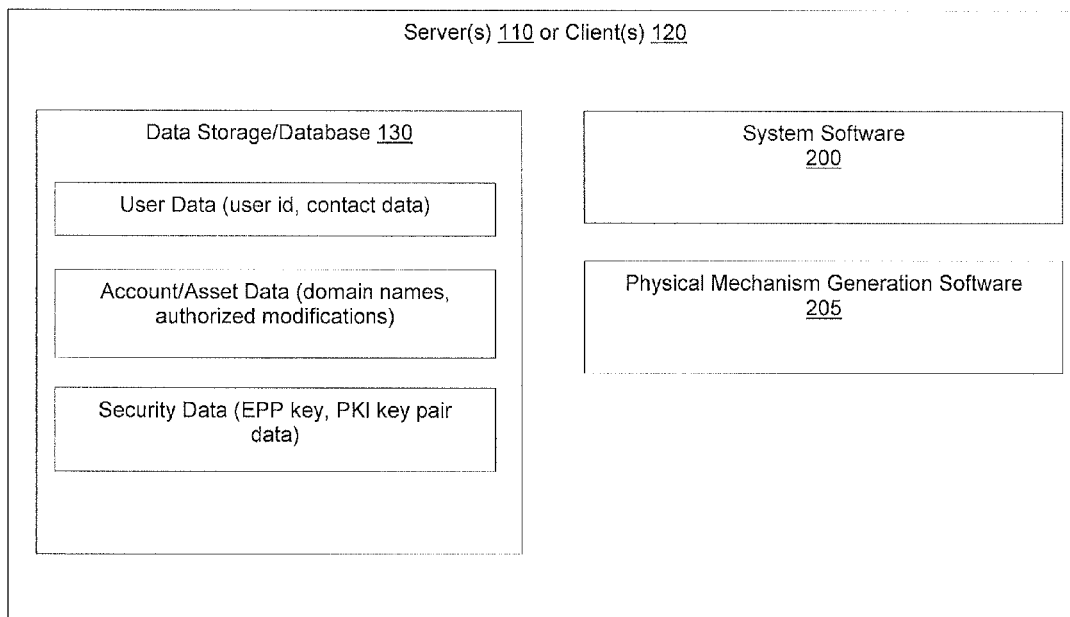 Server(s) 110 or Client(s) 120
Data Storage/Database 130
User Data (user id, contact data)
Account/Asset Data (domain names,
authorized modifications)
Security Data (EPP key, PKI key pair
data)
System Software
200
Physical Mechanism Generation Software
205